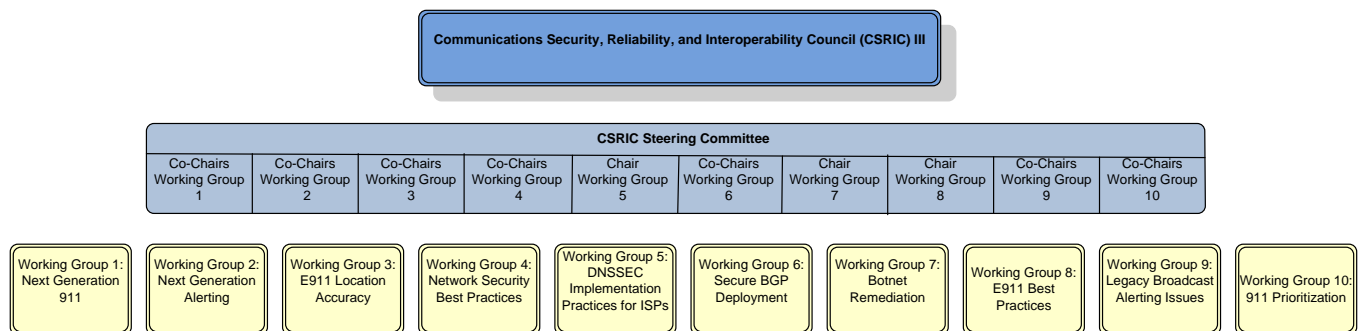 Communications Security, Reliability, and Interoperability Council (CSRIC) III
CSRIC Steering Committee
Co-Chairs
Working Group
1
Co-Chairs
Working Group
2
Co-Chairs
Working Group
3
Co-Chairs
Working Group
4
Chair
Working Group
5
Co-Chairs
Working Group
6
Chair
Working Group
7
Chair
Working Group
8
Co-Chairs
Working Group
9
Co-Chairs
Working Group
10
Working Group 1:
Next Generation
911
Working Group 2:
Next Generation
Alerting
Working Group 3:
E911 Location
Accuracy
Working Group 4:
Network Security
Best Practices
Working Group 5:
DNSSEC
Implementation
Practices for ISPs
Working Group 6:
Secure BGP
Deployment
Working Group 7:
Botnet
Remediation
Working Group 8:
E911 Best
Practices
Working Group 9:
Legacy Broadcast
Alerting Issues
Working Group 10:
911 Prioritization